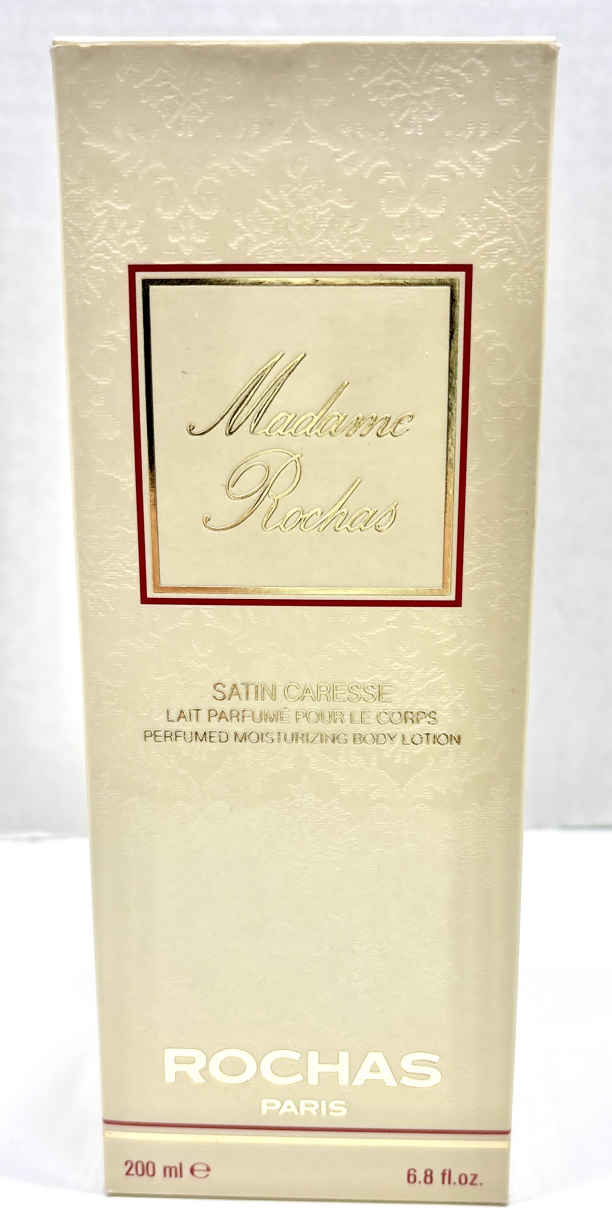 Madame
Rochas
SATIN CARESSE
LAIT PARFUMÉ POUR LE CORPS
PERFUMED MOISTURIZING BODY LOTION
ROCHAS
PARIS
200 ml ℮ 6.8 fl.oz.